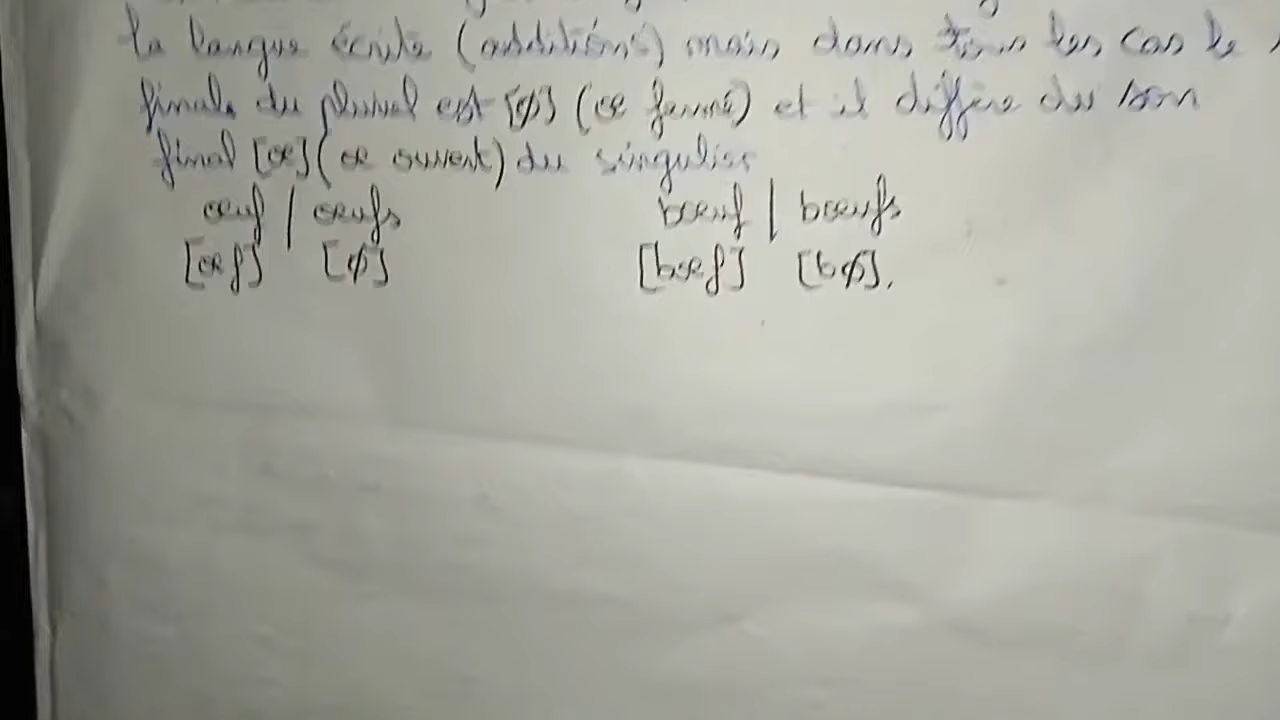 la langue écrite (additions) mais dans tous les cas le
finale du pluriel est [ø] (œ fermé) et il diffère du son
final [œ] (œ ouvert) du singulier
œuf | œufs bœuf | bœufs
[œf] [ø] [bœf] [bø].